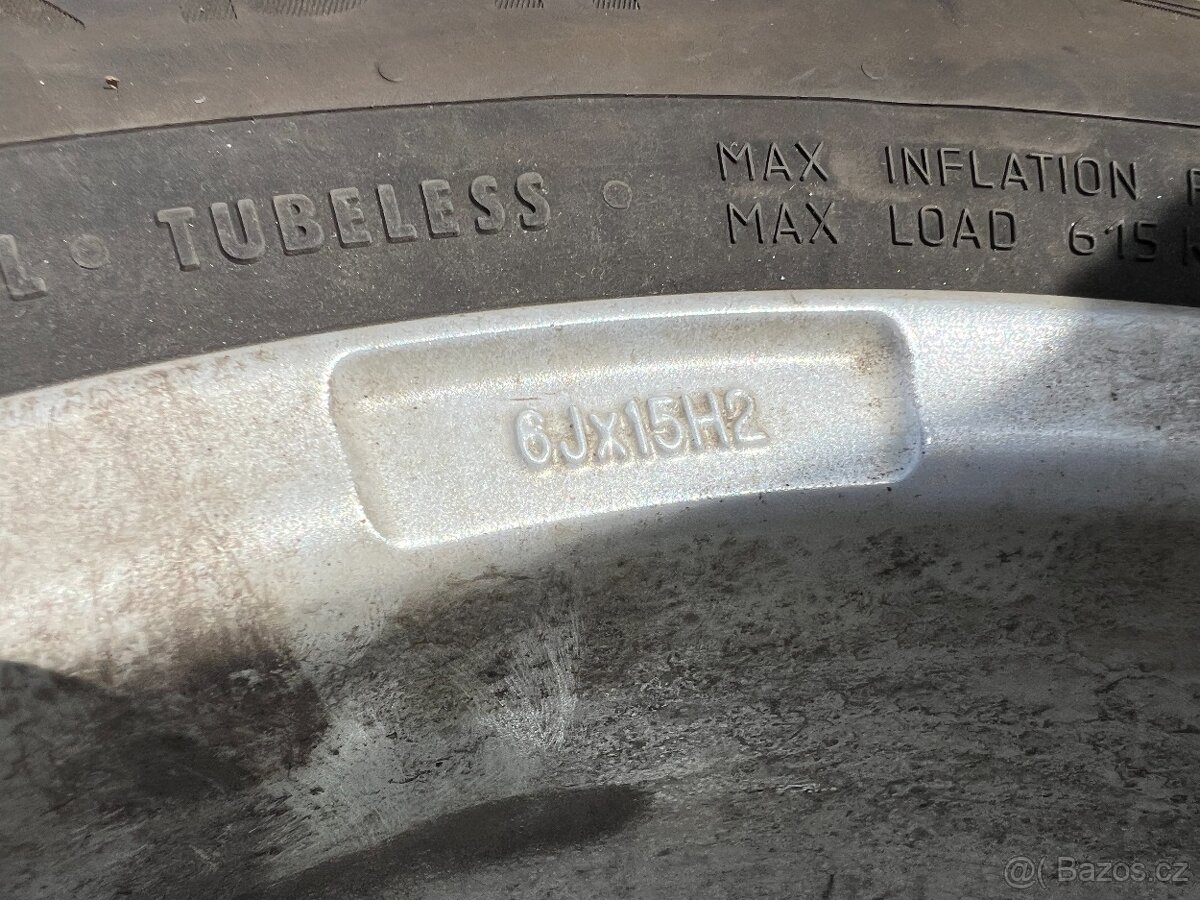 TUBELESS
MAX INFLATION
MAX LOAD 615
6Jx15H2
@( Bazos.cz